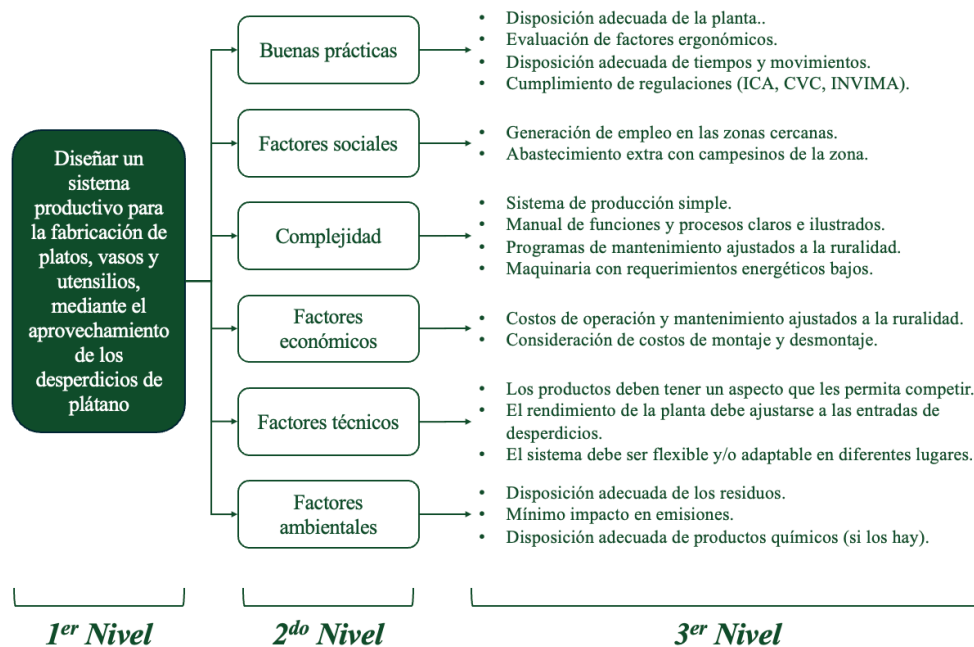 Diseñar un
sistema
productivo para
la fabricación de
platos, vasos y
utensilios,
mediante el
aprovechamiento
de los
desperdicios de
plátano
Buenas prácticas
• Disposición adecuada de la planta..
• Evaluación de factores ergonómicos.
• Disposición adecuada de tiempos y movimientos.
• Cumplimiento de regulaciones (ICA, CVC, INVIMA).
Factores sociales
• Generación de empleo en las zonas cercanas.
• Abastecimiento extra con campesinos de la zona.
Complejidad
• Sistema de producción simple.
• Manual de funciones y procesos claros e ilustrados.
• Programas de mantenimiento ajustados a la ruralidad.
• Maquinaria con requerimientos energéticos bajos.
Factores
económicos
• Costos de operación y mantenimiento ajustados a la ruralidad.
• Consideración de costos de montaje y desmontaje.
Factores técnicos
• Los productos deben tener un aspecto que les permita competir.
• El rendimiento de la planta debe ajustarse a las entradas de
desperdicios.
• El sistema debe ser flexible y/o adaptable en diferentes lugares.
Factores
ambientales
• Disposición adecuada de los residuos.
• Mínimo impacto en emisiones.
• Disposición adecuada de productos químicos (si los hay).
1er Nivel
2do Nivel
3er Nivel